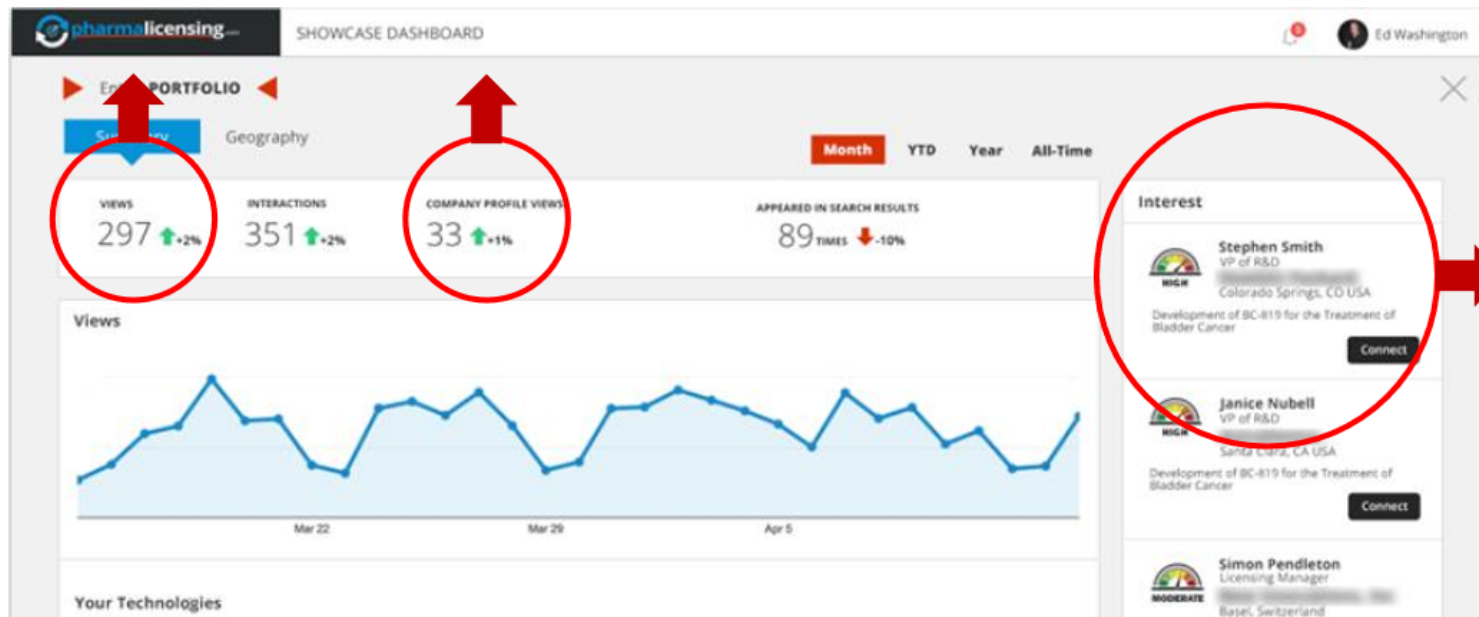 pharmalicensing
SHOWCASE DASHBOARD
Ed Washington
PORTFOLIO
Geography
Month YTD Year All-Time
VIEWS
297 +2%
INTERACTIONS
351 +2%
COMPANY PROFILE VIEWS
33 +1%
APPEARED IN SEARCH RESULTS
89 TIMES -10%
Interest
HIGH
Stephen Smith
VP of R&D
Colorado Springs, CO USA
Development of BC-819 for the Treatment of
Bladder Cancer
Connect
HIGH
Janice Nubell
VP of R&D
Santa Clara, CA USA
Development of BC-819 for the Treatment of
Bladder Cancer
Connect
MODERATE
Simon Pendleton
Licensing Manager
Basel, Switzerland
Views
Mar 22
Mar 29
Apr 5
Your Technologies